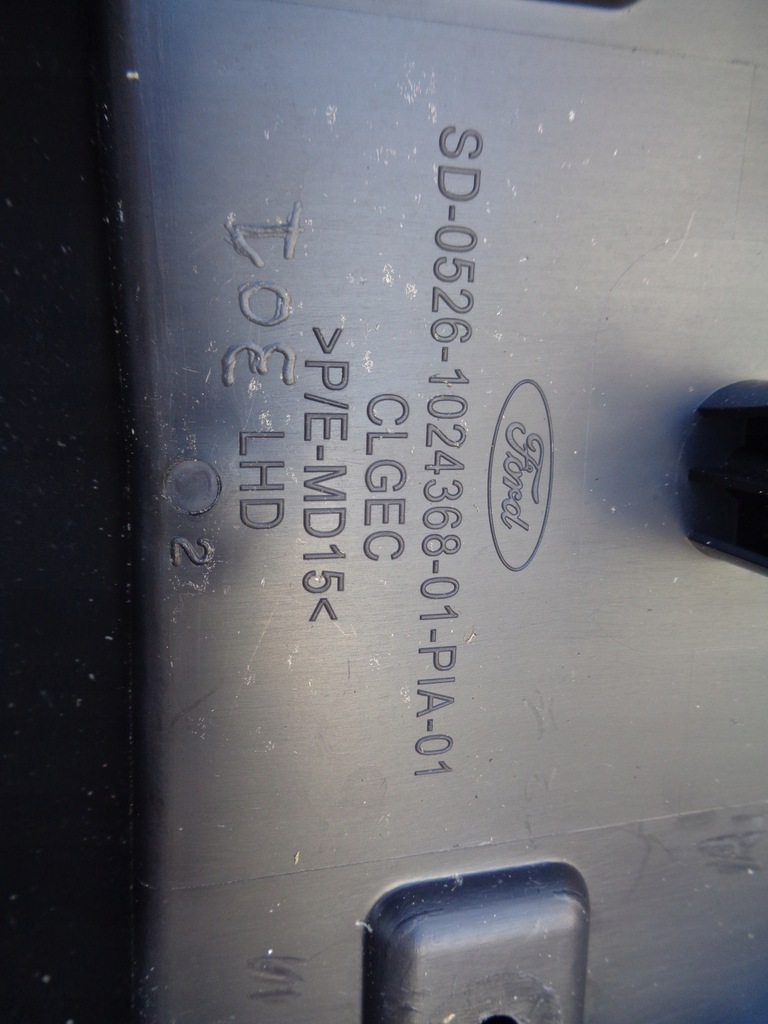 Ford
SD-0526-1024368-01-PIA-01
CLGEC
>P/E-MD15<
LHD
2